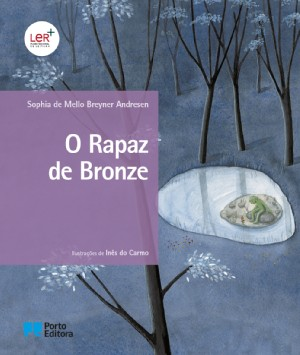 LER+
Sophia de Mello Breyner Andresen
O Rapaz
de Bronze
Ilustrações de Inês do Carmo
Porto
Editora